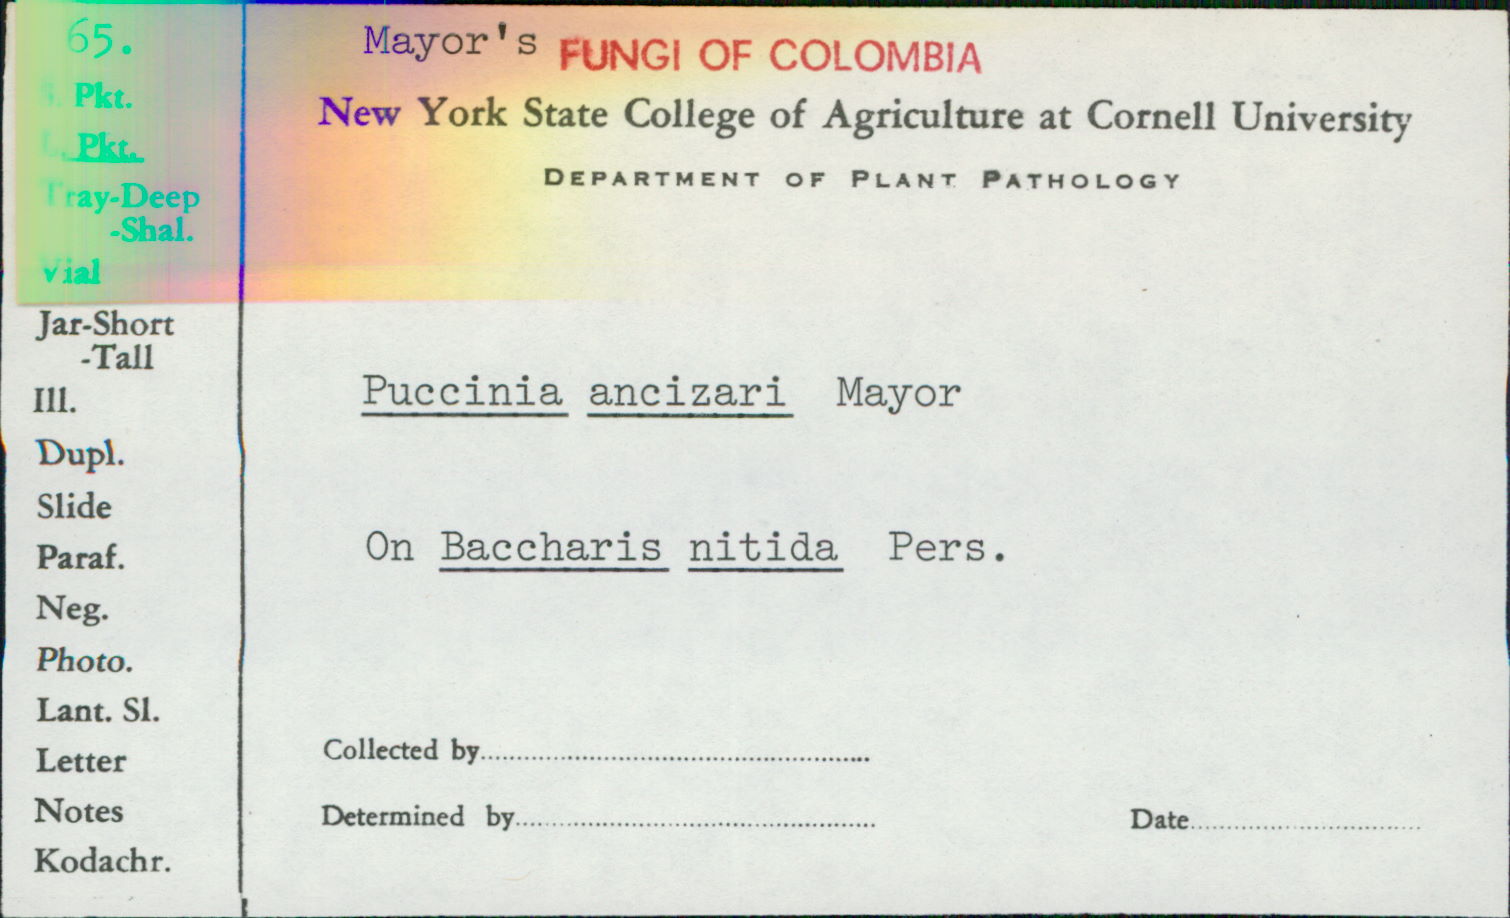 65.
S. Pkt.
L. Pkt.
Tray-Deep
-Shal.
Vial
Jar-Short
-Tall
Ill.
Dupl.
Slide
Paraf.
Neg.
Photo.
Lant. Sl.
Letter
Notes
Kodachr.
Mayor's FUNGI OF COLOMBIA
New York State College of Agriculture at Cornell University
DEPARTMENT OF PLANT PATHOLOGY
Puccinia ancizari Mayor
On Baccharis nitida Pers.
Collected by
Determined by
Date